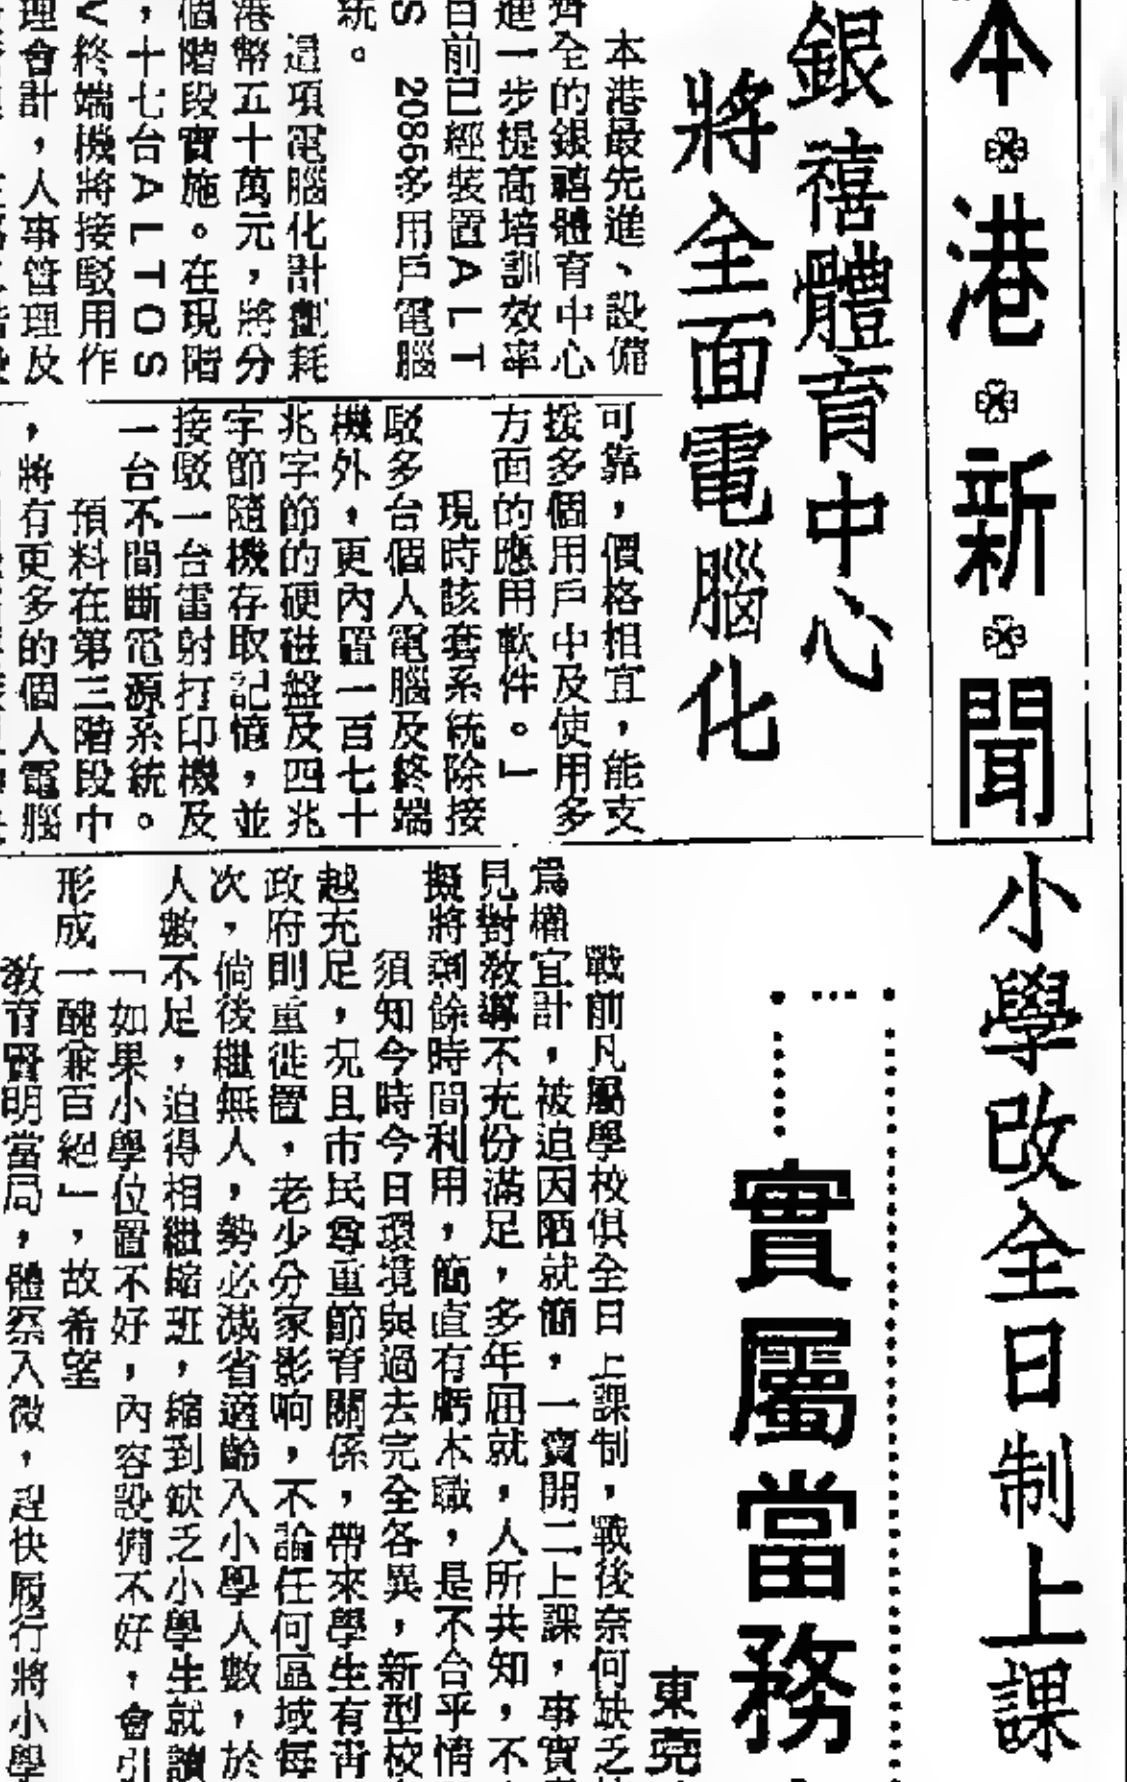 本港新聞
銀禧體育中心
將全面電腦化
本港最先進、設備
齊全的銀禧體育中心
進一步提高培訓效率
目前已經裝置ALT
S 2086多用戶電腦
統。
這項電腦化計劃耗
港幣五十萬元，將分
個階段實施。在現階
，十七台ALTOS
V終端機將接駁用作
理會計，人事管理及
可靠，價格相宜，能支
援多個用戶中及使用多
方面的應用軟件。」
現時該套系統除接
駁多台個人電腦及終端
機外，更內置一百七十
兆字節的硬磁盤及四兆
字節隨機存取記憶，並
接駁一台雷射打印機及
一台不間斷電源系統。
預料在第三階段中
，將有更多的個人電腦
小學改全日制上課
實屬當務
東莞
戰前凡屬學校俱全日上課制，戰後奈何缺乏
爲權宜計，被迫因陋就簡，一賣開二上課，事實
見對敎導不充份滿足，多年囬就，人所共知，不
擬將剩餘時間利用，簡直有虧木職，是不合乎情
須知今時今日環境與過去完全各異，新型校
越充足，况且市民尊重節育關係，帶來學生有靑
政府則重徙置，老少分家影响，不論任何區域每
次，倘後繼無人，勢必減省適齡入小學人數，於
人數不足，迫得相繼縮班，縮到缺乏小學生就讀
「如果小學位置不好，內容設備不好，會引
形成一醜兼百絕」，故希望
敎育賢明當局，體察入微，趕快履行將小學